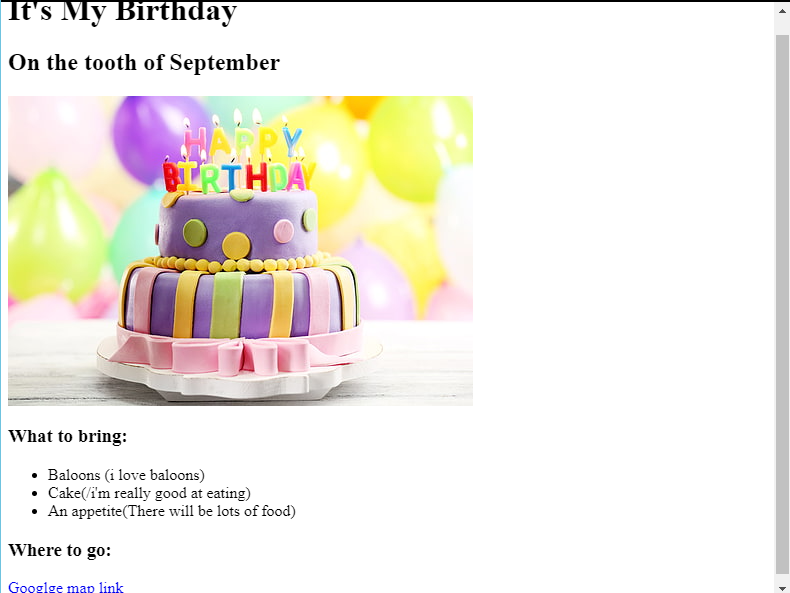 It's My Birthday
On the tooth of September
HAPPY
BIRTHDAY
What to bring:
Baloons (i love baloons)
Cake(/i'm really good at eating)
An appetite(There will be lots of food)
Where to go:
Googlge map link